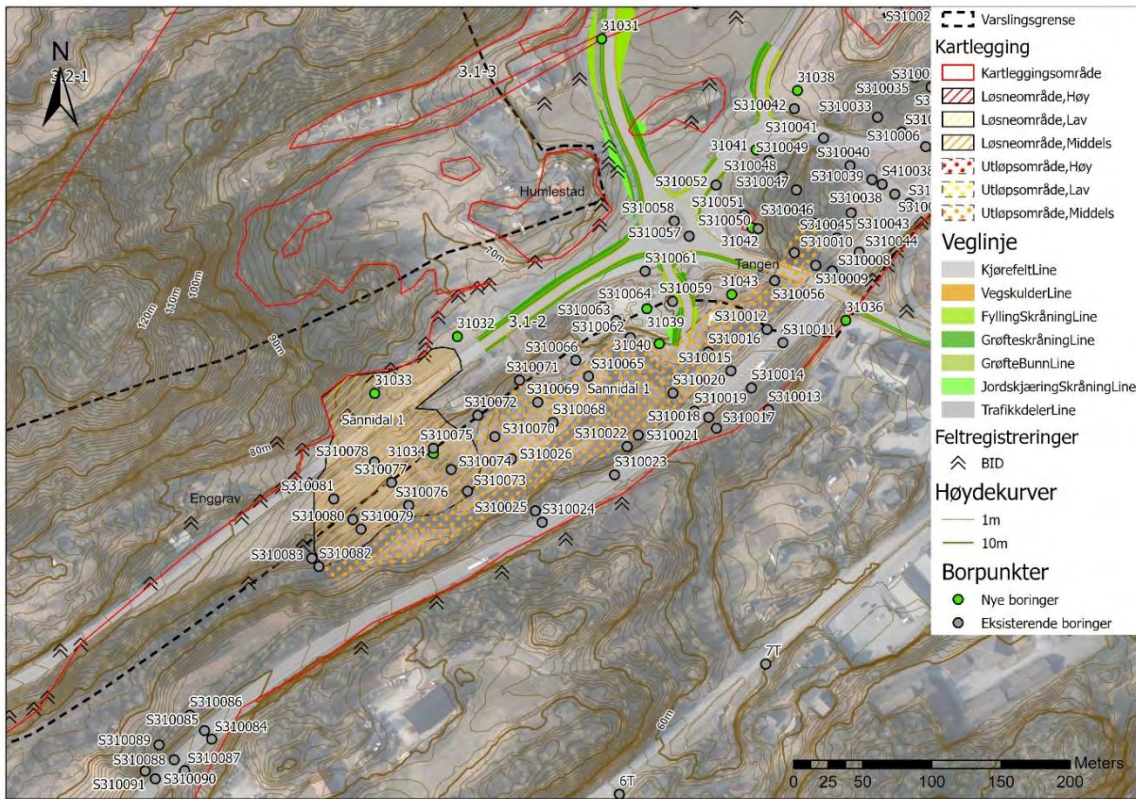 N
3.2-1
3.1-3
31031
31038
S310042
S310033
S310035
S31002
S310041
S310006
31041
S310049
S310040
S310048
S310039
S410038
S310052
S310047
S310051
S310038
S310058
S310050
S310046
S310043
S310057
31042
S310045
S310044
S310010
Humlestad
70m
S310061
Tangen
S310008
S310009
31043
S310059
S310056
S310064
S310063
31036
31032
3.1-2
S310062
31039
S310012
S310011
120m
110m
100m
90m
S310066
31040
S310016
S310015
S310071
S310065
31033
S310069
Sannidal 1
S310020
S310014
Sannidal 1
S310072
S310068
S310019
S310013
S310075
S310070
S310018
S310017
80m
S310078
31034
S310022
S310021
S310077
S310074
S310026
S310023
Enggrav
S310081
S310076
S310073
S310080
S310079
S310025
S310024
S310083
S310082
7T
60m
6T
S310086
S310085
S310084
S310089
S310088
S310087
S310091
S310090
Varslingsgrense
Kartlegging
Kartleggingsområde
Løsneområde,Høy
Løsneområde,Lav
Løsneområde,Middels
Utløpsområde,Høy
Utløpsområde,Lav
Utløpsområde,Middels
Veglinje
KjørefeltLine
VegskulderLine
FyllingSkråningLine
GrøfteskråningLine
GrøfteBunnLine
JordskjæringSkråningLine
TrafikkdelerLine
Feltregistreringer
BID
Høydekurver
1m
10m
Borpunkter
Nye boringer
Eksisterende boringer
Meters
0 25 50 100 150 200